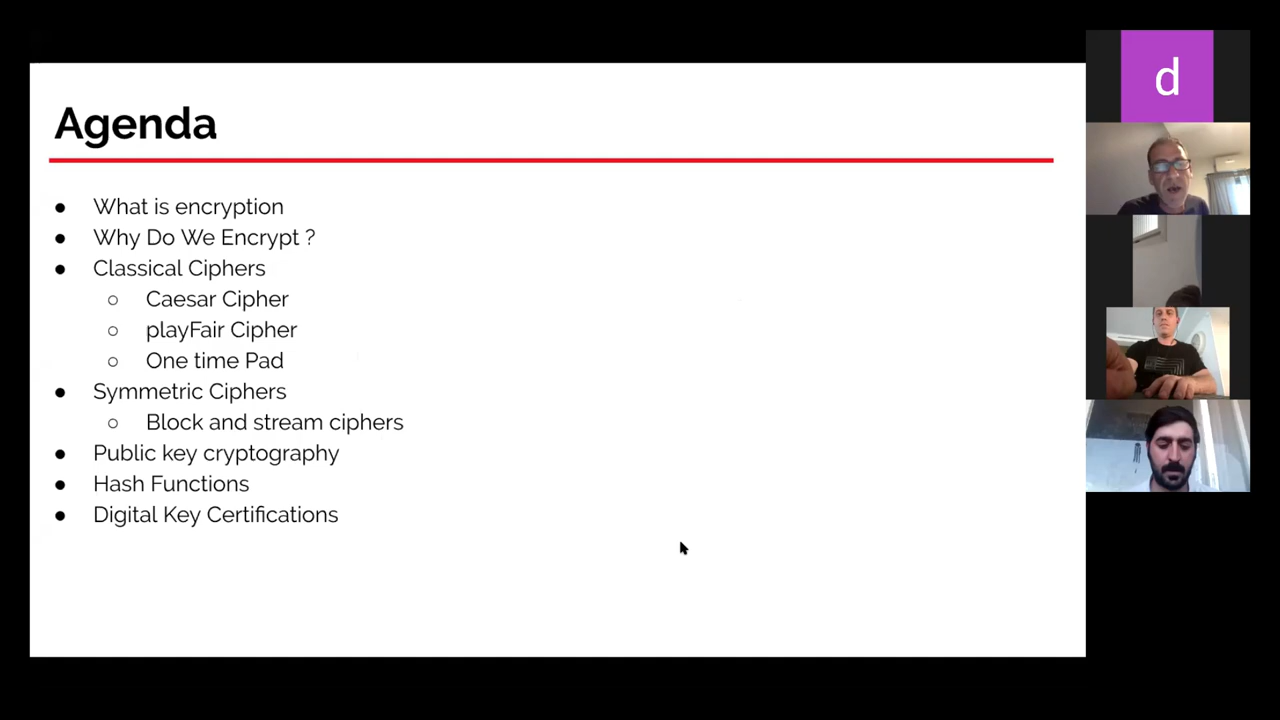 Agenda
● What is encryption
● Why Do We Encrypt ?
● Classical Ciphers
○ Caesar Cipher
○ playFair Cipher
○ One time Pad
● Symmetric Ciphers
○ Block and stream ciphers
● Public key cryptography
● Hash Functions
● Digital Key Certifications
d